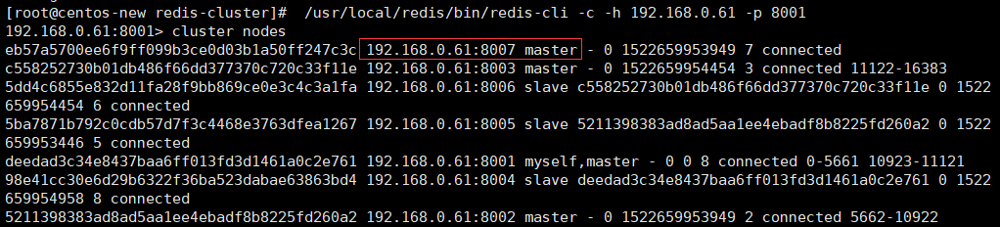 [root@centos-new redis-cluster]#  /usr/local/redis/bin/redis-cli -c -h 192.168.0.61 -p 8001
192.168.0.61:8001> cluster nodes
eb57a5700ee6f9ff099b3ce0d03b1a50ff247c3c 192.168.0.61:8007 master - 0 1522659953949 7 connected
c558252730b01db486f66dd377370c720c33f11e 192.168.0.61:8003 master - 0 1522659954454 3 connected 11122-16383
5dd4c6855e832d11fa28f9bb869ce0e3c4c3a1fa 192.168.0.61:8006 slave c558252730b01db486f66dd377370c720c33f11e 0 1522
659954454 6 connected
5ba7871b792c0cdb57d7f3c4468e3763dfea1267 192.168.0.61:8005 slave 5211398383ad8ad5aa1ee4ebadf8b8225fd260a2 0 1522
659953446 5 connected
deedad3c34e8437baa6ff013fd3d1461a0c2e761 192.168.0.61:8001 myself,master - 0 0 8 connected 0-5661 10923-11121
98e41cc30e6d29b6322f36ba523dabae63863bd4 192.168.0.61:8004 slave deedad3c34e8437baa6ff013fd3d1461a0c2e761 0 1522
659954958 8 connected
5211398383ad8ad5aa1ee4ebadf8b8225fd260a2 192.168.0.61:8002 master - 0 1522659953949 2 connected 5662-10922